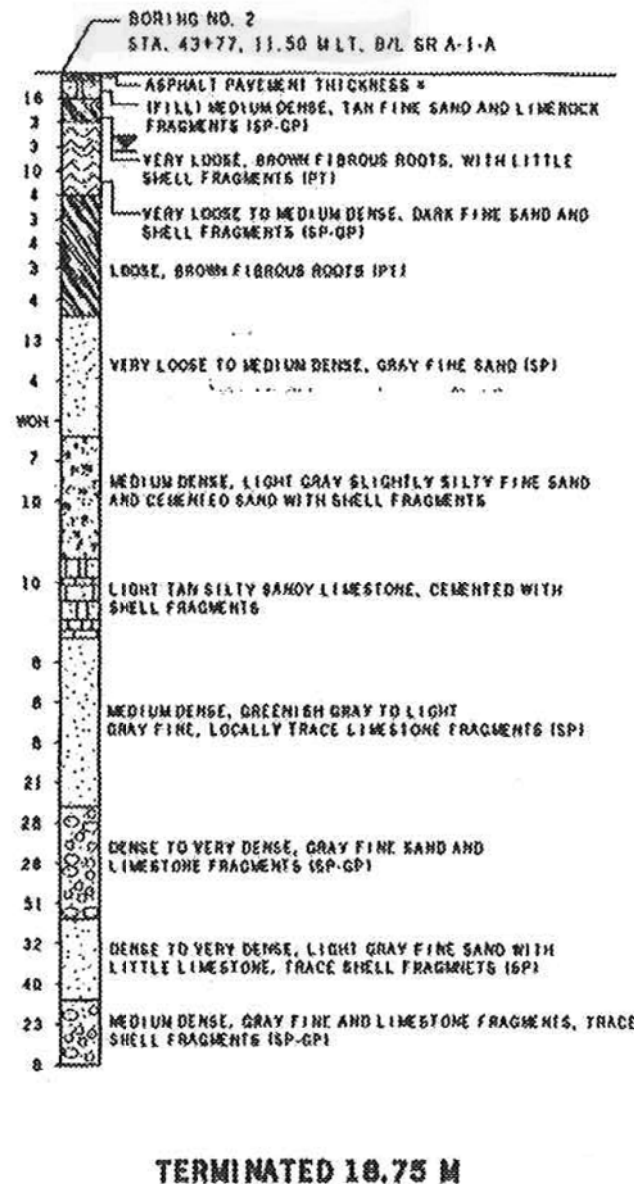 BORING NO. 2
STA. 43+77, 11.50 M LT. B/L SR A-1-A
ASPHALT PAVEMENT THICKNESS *
16
(FILL) MEDIUM DENSE, TAN FINE SAND AND LIMEROCK
FRAGMENTS (SP-GP)
3
3
VERY LOOSE, BROWN FIBROUS ROOTS, WITH LITTLE
SHELL FRAGMENTS (PT)
10
4
VERY LOOSE TO MEDIUM DENSE, DARK FINE SAND AND
SHELL FRAGMENTS (SP-GP)
3
4
LOOSE, BROWN FIBROUS ROOTS (PT)
3
4
13
VERY LOOSE TO MEDIUM DENSE, GRAY FINE SAND (SP)
4
WOH
7
MEDIUM DENSE, LIGHT GRAY SLIGHTLY SILTY FINE SAND
AND CEMENTED SAND WITH SHELL FRAGMENTS
10
LIGHT TAN SILTY SANDY LIMESTONE, CEMENTED WITH
SHELL FRAGMENTS
8
8
MEDIUM DENSE, GREENISH GRAY TO LIGHT
GRAY FINE, LOCALLY TRACE LIMESTONE FRAGMENTS (SP)
8
21
28
DENSE TO VERY DENSE, GRAY FINE SAND AND
LIMESTONE FRAGMENTS (SP-GP)
28
51
32
DENSE TO VERY DENSE, LIGHT GRAY FINE SAND WITH
LITTLE LIMESTONE, TRACE SHELL FRAGMNETS (SP)
40
23
MEDIUM DENSE, GRAY FINE AND LIMESTONE FRAGMENTS, TRACE
SHELL FRAGMENTS (SP-GP)
8
TERMINATED 18.75 M